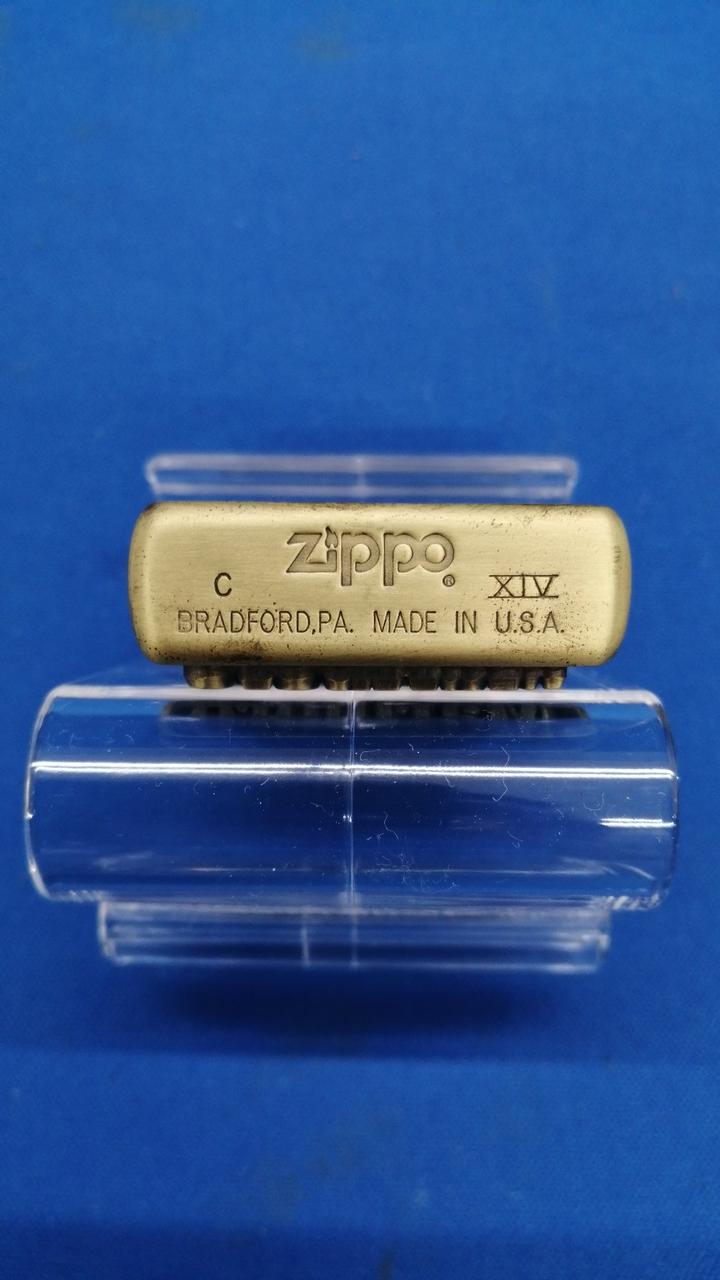 Zippo®
C XIV
BRADFORD,PA. MADE IN U.S.A.